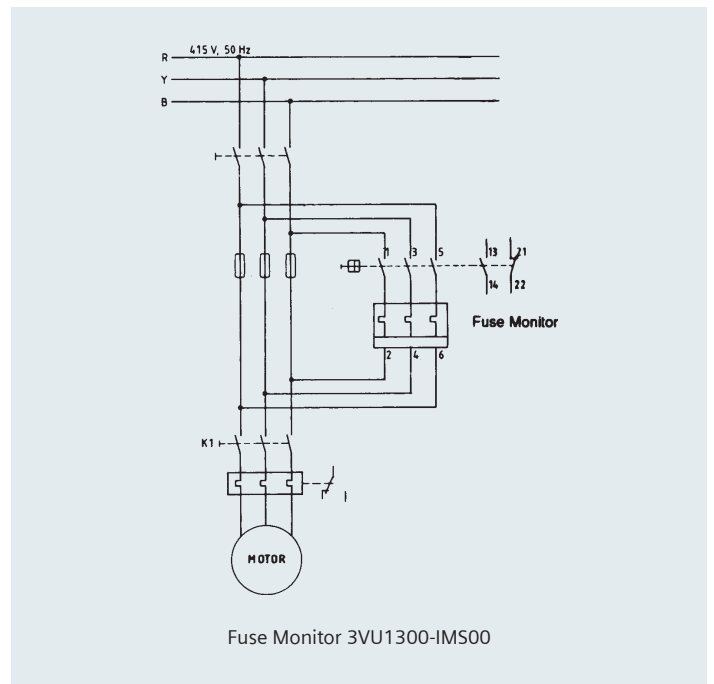 415 V, 50 Hz
R
Y
B
1 3 5 13 21
14 22
Fuse Monitor
2 4 6
K1
MOTOR
Fuse Monitor 3VU1300-IMS00